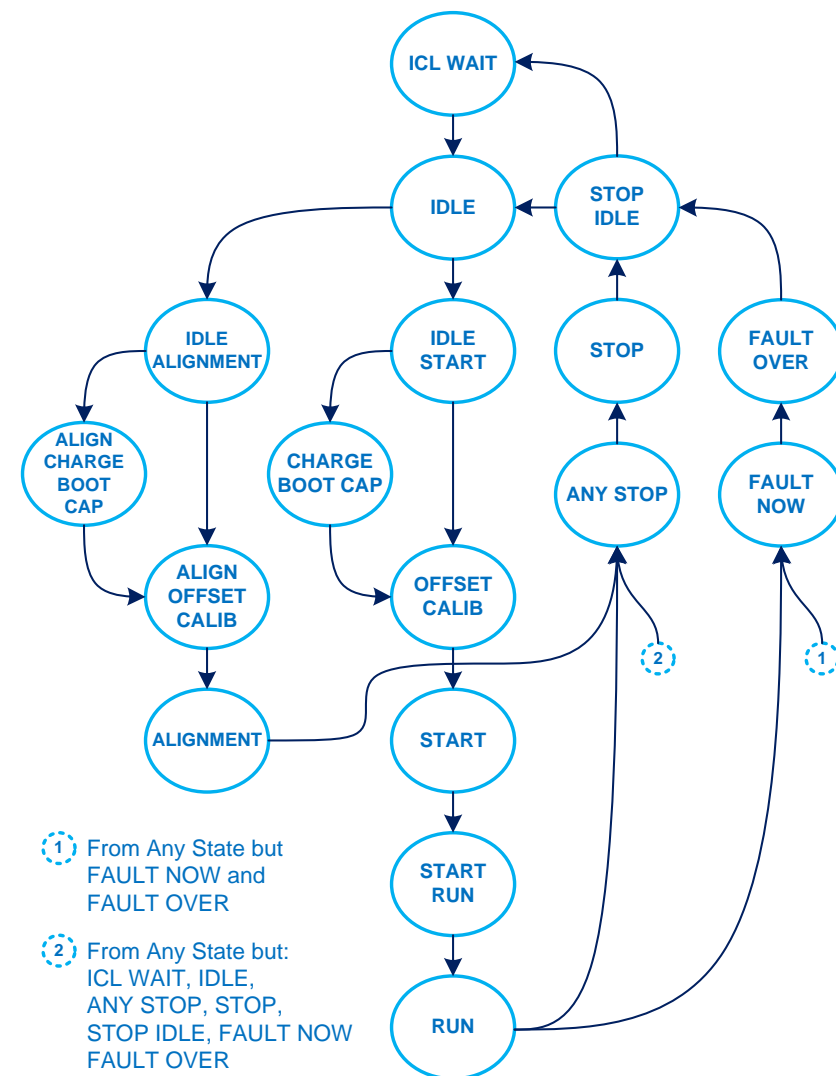 ICL WAIT
IDLE
STOP
IDLE
IDLE
ALIGNMENT
IDLE
START
STOP
FAULT
OVER
ALIGN
CHARGE
BOOT
CAP
CHARGE
BOOT CAP
ANY STOP
FAULT
NOW
ALIGN
OFFSET
CALIB
OFFSET
CALIB
2
1
ALIGNMENT
START
START
RUN
RUN
1 From Any State but
FAULT NOW and
FAULT OVER
2 From Any State but:
ICL WAIT, IDLE,
ANY STOP, STOP,
STOP IDLE, FAULT NOW
FAULT OVER